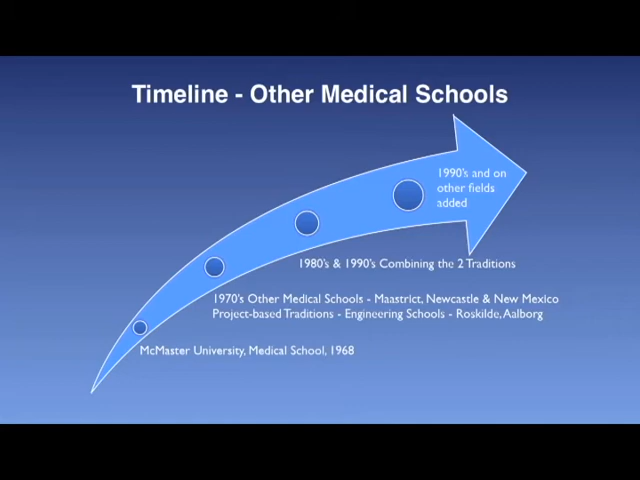 Timeline - Other Medical Schools
1990's and on
other fields
added
1980's & 1990's Combining the 2 Traditions
1970's Other Medical Schools - Maastrict, Newcastle & New Mexico
Project-based Traditions - Engineering Schools - Roskilde, Aalborg
McMaster University, Medical School, 1968